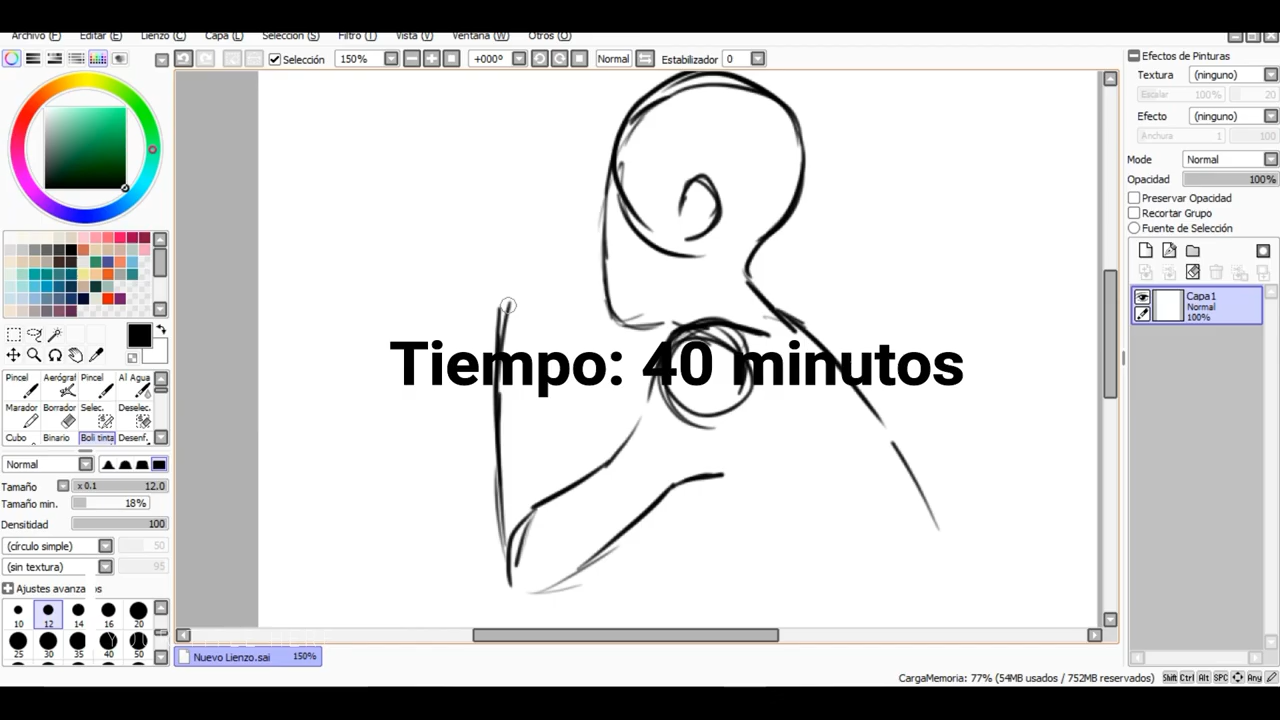 Archivo (F) Editar (E) Lienzo (C) Capa (L) Selección (S) Filtro (T) Vista (V) Ventana (W) Otros (O)
Selección 150% +000º Normal Estabilizador 0
Efectos de Pinturas
Textura (ninguno)
Escalar 100% 20
Efecto (ninguno)
Anchura 1 100
Mode Normal
Opacidad 100%
Preservar Opacidad
Recortar Grupo
Fuente de Selección
Capa1
Normal
100%
Tiempo: 40 minutos
Pincel Aerógraf Pincel Al Agua
Marador Borrador Selec. Deselec.
Cubo Binario Boli tinta Desenf.
Normal
Tamaño x 0.1 12.0
Tamaño min. 18%
Densitidad 100
(círculo simple) 50
(sin textura) 95
Ajustes avanza os
10 12 14 16 20
25 30 35 40 50
Nuevo Lienzo.sai 150%
CargaMemoria: 77% (54MB usados / 752MB reservados) Shift Ctrl Alt SPC Any